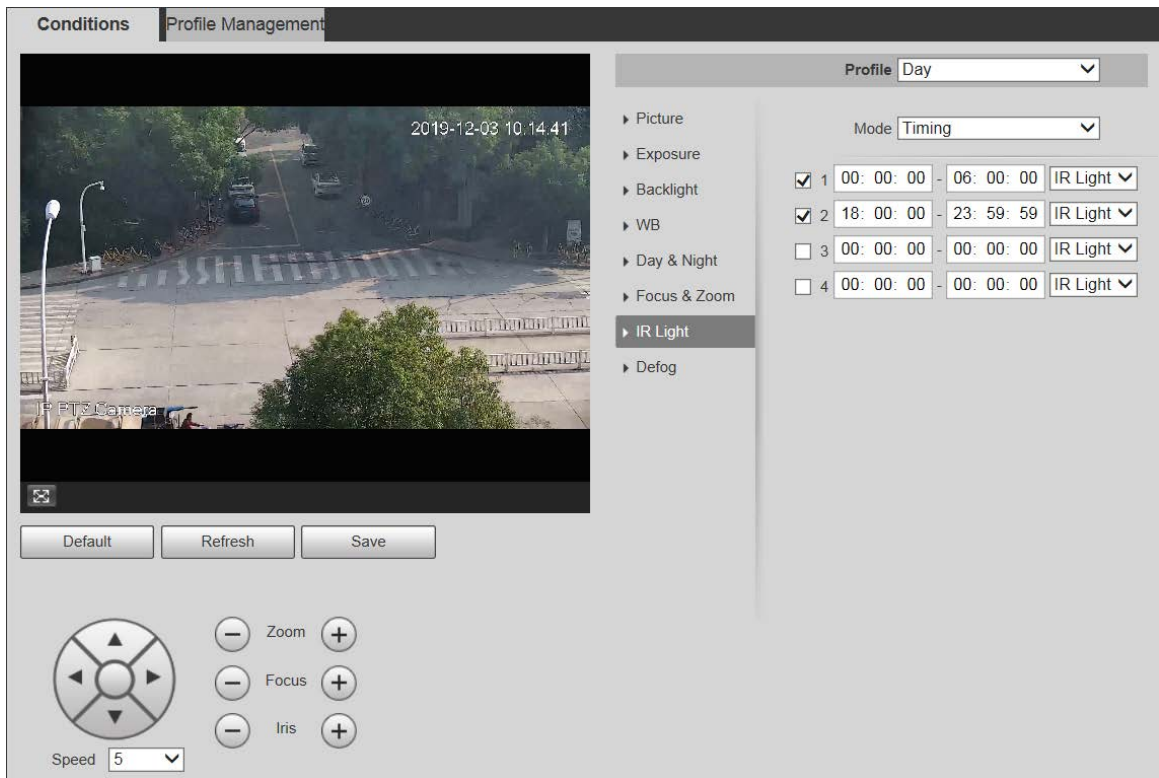 Conditions Profile Management
2019-12-03 10:14:41
IP PTZ Camera
Default Refresh Save
Zoom
Focus
Iris
Speed 5
Profile Day
Picture
Exposure
Backlight
WB
Day & Night
Focus & Zoom
IR Light
Defog
Mode Timing
1 00: 00: 00 - 06: 00: 00 IR Light
2 18: 00: 00 - 23: 59: 59 IR Light
3 00: 00: 00 - 00: 00: 00 IR Light
4 00: 00: 00 - 00: 00: 00 IR Light